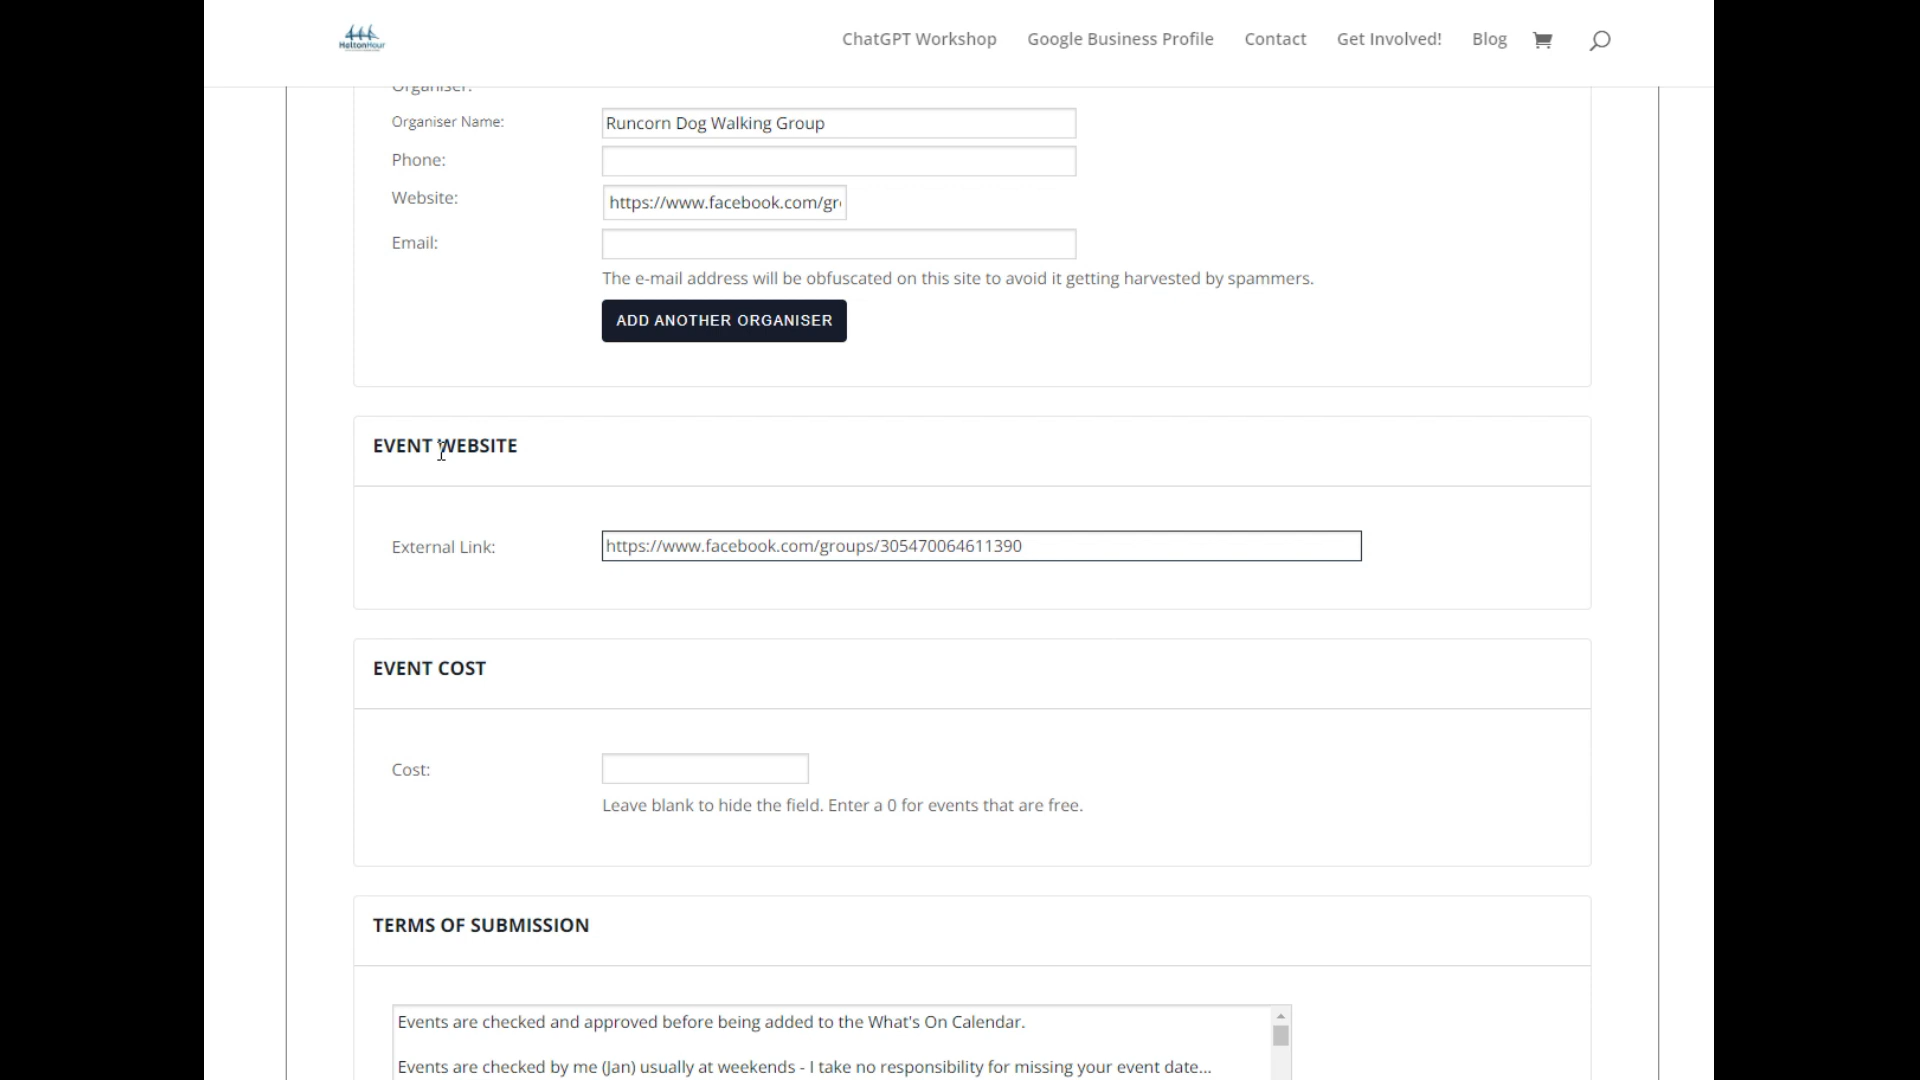 HaltonHour
ChatGPT Workshop
Google Business Profile
Contact
Get Involved!
Blog
Organiser:
Organiser Name:
Runcorn Dog Walking Group
Phone:
Website:
https://www.facebook.com/gr
Email:
The e-mail address will be obfuscated on this site to avoid it getting harvested by spammers.
ADD ANOTHER ORGANISER
EVENT WEBSITE
External Link:
https://www.facebook.com/groups/305470064611390
EVENT COST
Cost:
Leave blank to hide the field. Enter a 0 for events that are free.
TERMS OF SUBMISSION
Events are checked and approved before being added to the What's On Calendar.
Events are checked by me (Jan) usually at weekends - I take no responsibility for missing your event date...